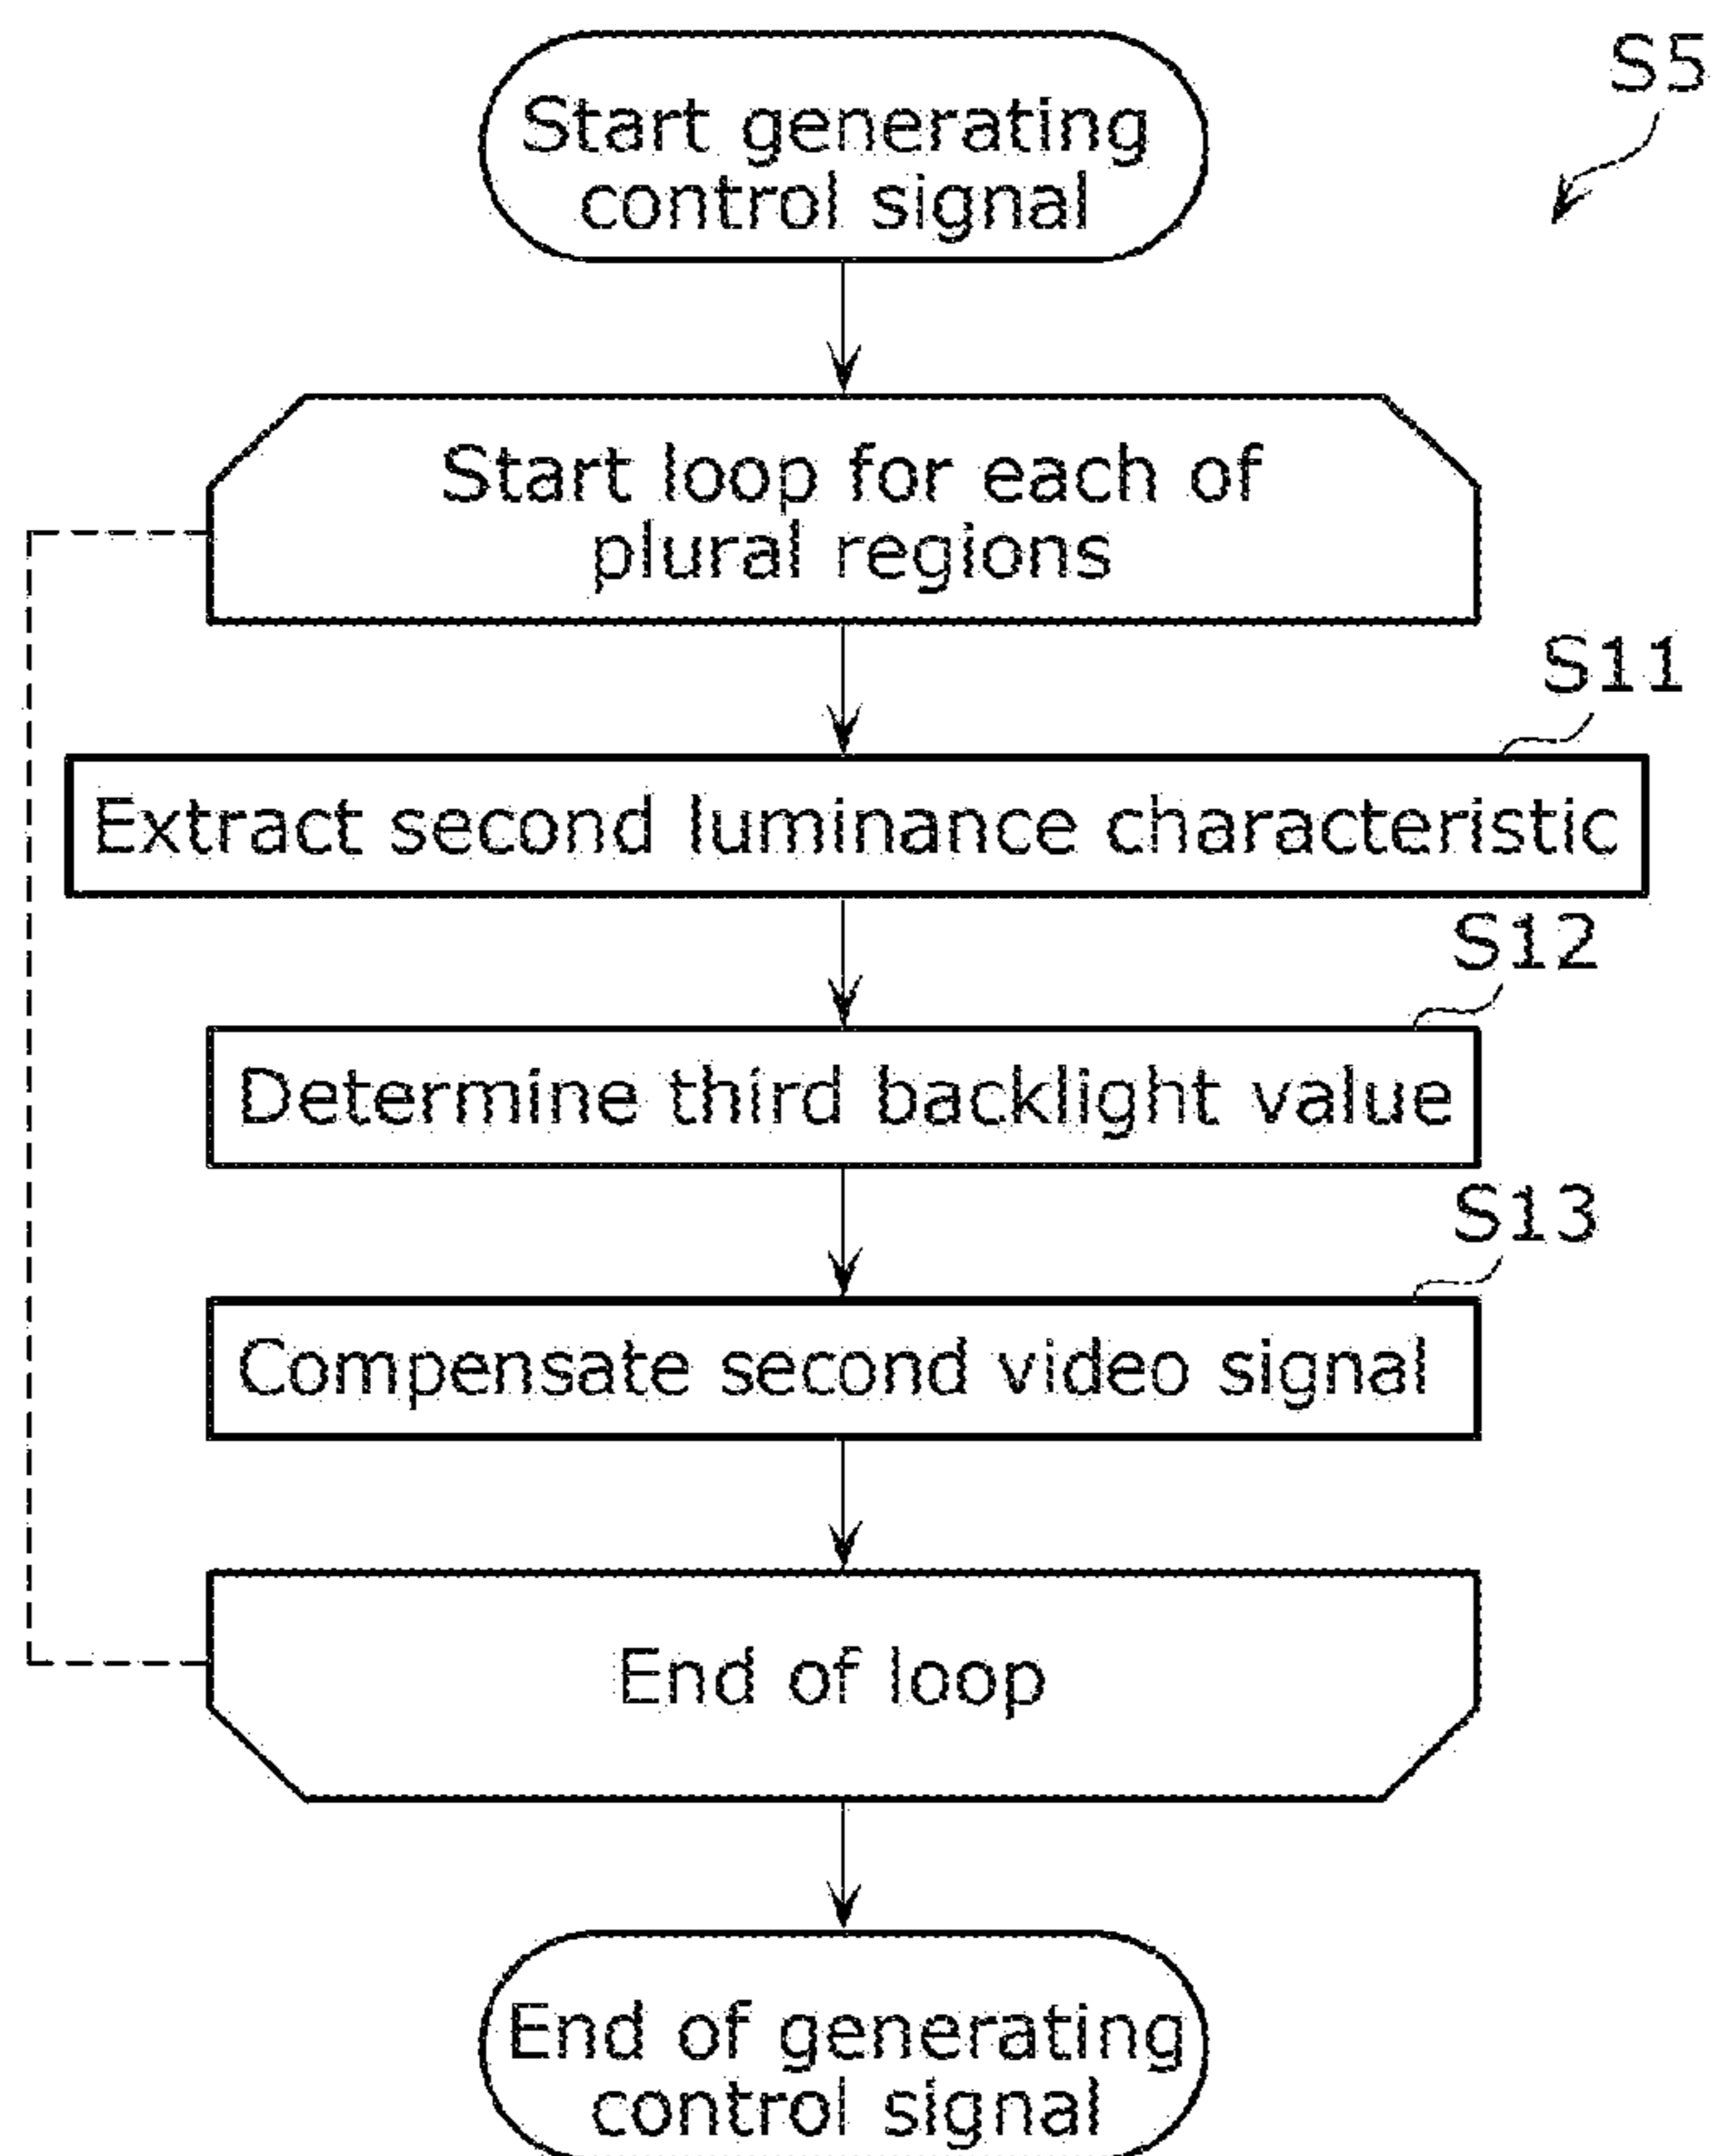 S5
Start generating
control signal
Start loop for each of
plural regions
S11
Extract second luminance characteristic
S12
Determine third backlight value
S13
Compensate second video signal
End of loop
End of generating
control signal